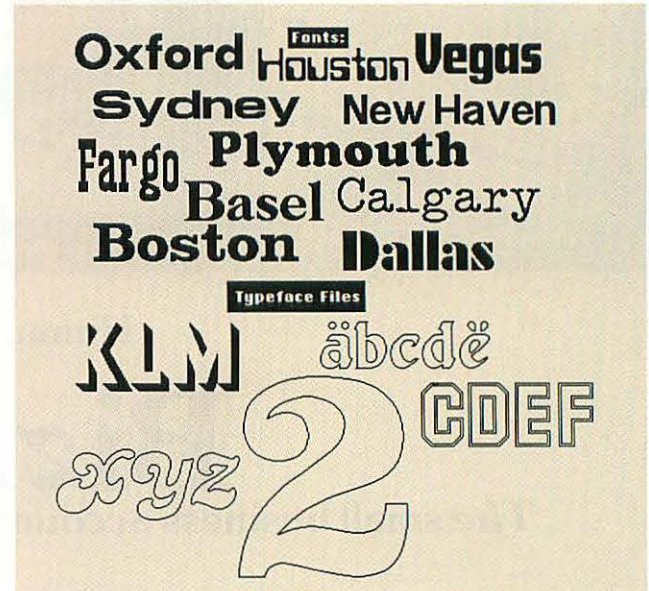 Fonts:
Oxford Houston Vegas
Sydney New Haven
Fargo Plymouth
Basel Calgary
Boston Dallas
Typeface Files
KLM äbcdë
2 CDEF
xyz